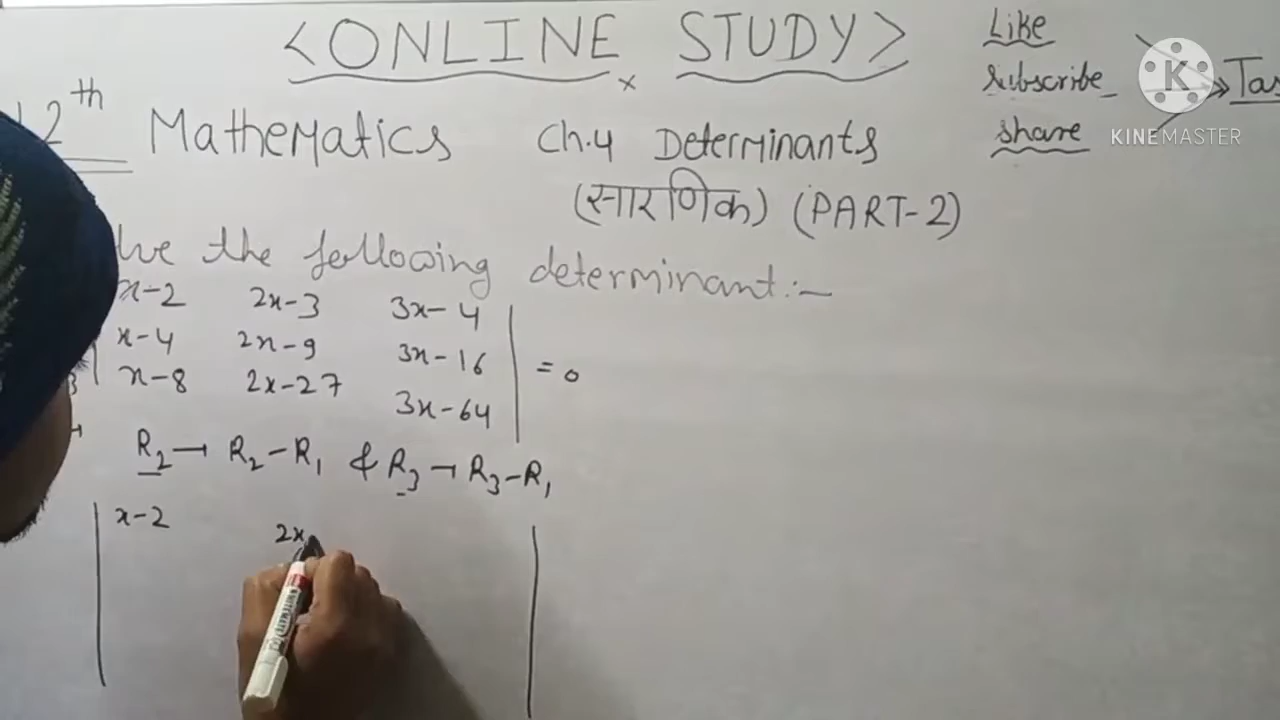 <ONLINE STUDY>
Like
subscribe
share
KINEMASTER
12th Mathematics Ch.4 Determinants
(सारणिक) (PART-2)
the following determinant:-
x-2 2x-3 3x-4
x-4 2x-9 3x-16
x-8 2x-27 3x-64
= 0
R2→ R2-R1 & R3→R3-R1
x-2 2x